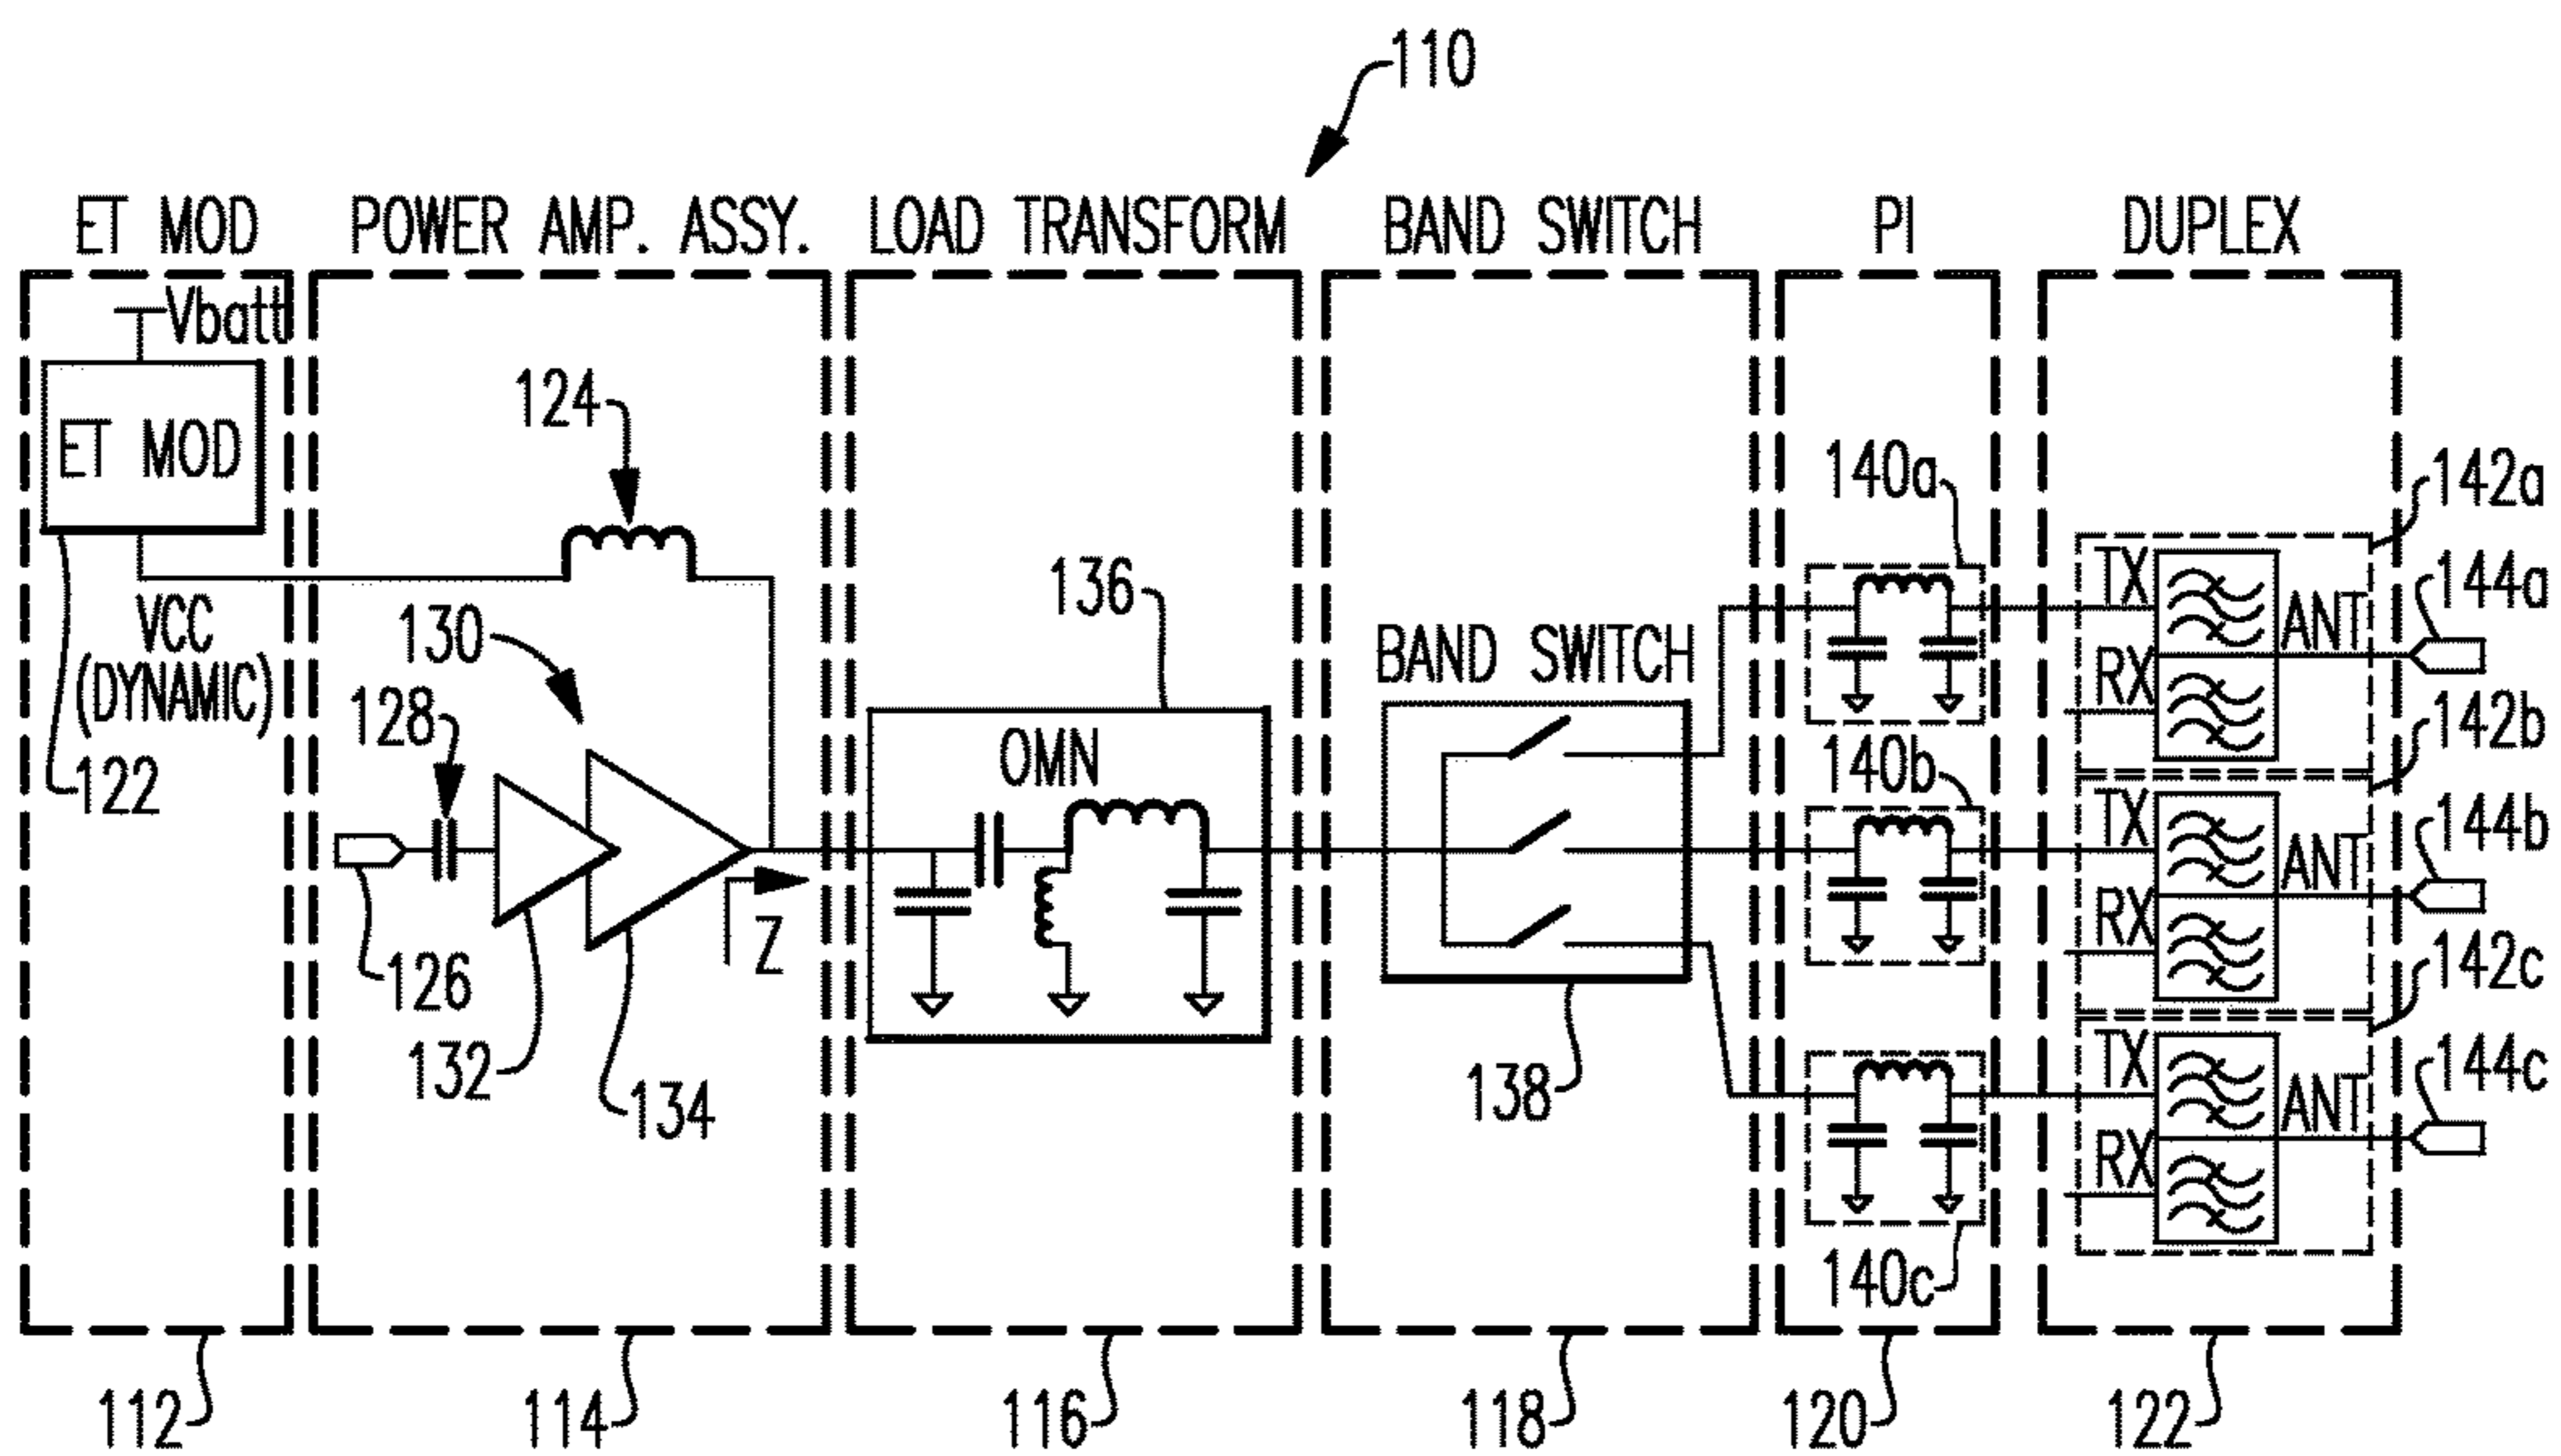 110
ET MOD
POWER AMP. ASSY.
LOAD TRANSFORM
BAND SWITCH
PI
DUPLEX
Vbatt
ET MOD
VCC
(DYNAMIC)
122
124
130
128
126
132
134
Z
136
OMN
BAND SWITCH
138
140a
140b
140c
TX
RX
ANT
142a
144a
TX
RX
ANT
142b
144b
TX
RX
ANT
142c
144c
112
114
116
118
120
122